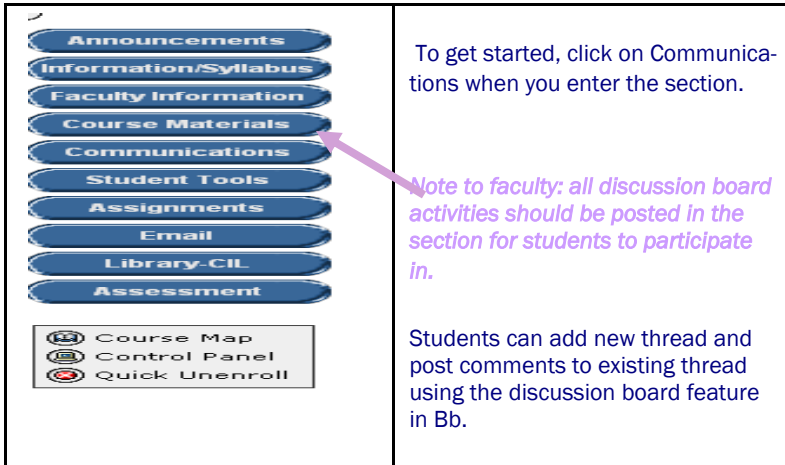 Announcements
Information/Syllabus
Faculty Information
Course Materials
Communications
Student Tools
Assignments
Email
Library-CIL
Assessment
Course Map
Control Panel
Quick Unenroll
To get started, click on Communica-
tions when you enter the section.
Note to faculty: all discussion board
activities should be posted in the
section for students to participate
in.
Students can add new thread and
post comments to existing thread
using the discussion board feature
in Bb.